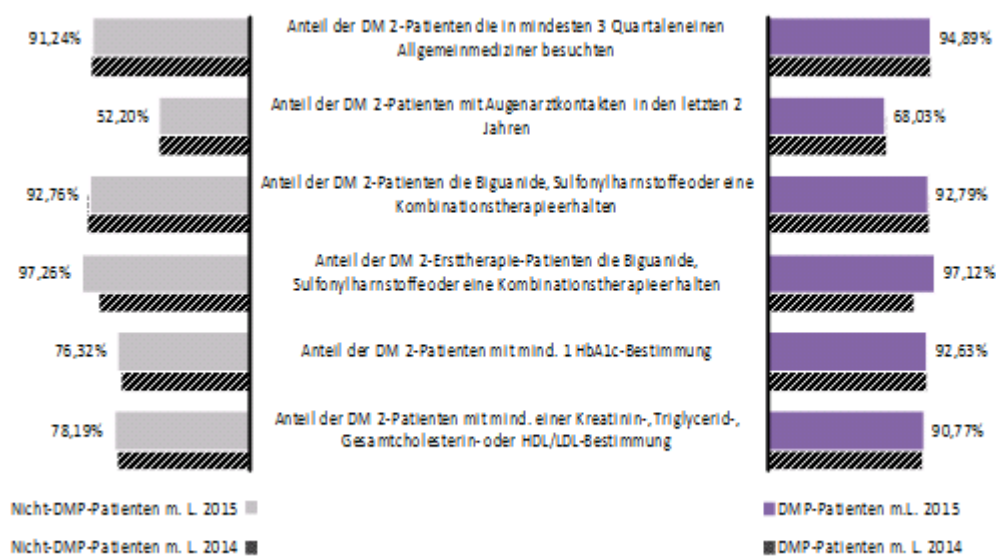 91,24%
Anteil der DM 2-Patienten die in mindesten 3 Quartaleneinen
Allgemeinmediziner besuchten
94,89%
52,20%
Anteil der DM 2-Patienten mit Augenarztkontakten in den letzten 2
Jahren
68,03%
92,76%
Anteil der DM 2-Patienten die Biguanide, Sulfonylharnstoffe oder eine
Kombinationstherapie erhalten
92,79%
97,26%
Anteil der DM 2-Ersttherapie-Patienten die Biguanide,
Sulfonylharnstoffe oder eine Kombinationstherapie erhalten
97,12%
76,32%
Anteil der DM 2-Patienten mit mind. 1 HbA1c-Bestimmung
92,63%
78,19%
Anteil der DM 2-Patienten mit mind. einer Kreatinin-, Triglycerid-,
Gesamtcholesterin- oder HDL/LDL-Bestimmung
90,77%
Nicht-DMP-Patienten m. L. 2015
DMP-Patienten m.L. 2015
Nicht-DMP-Patienten m. L. 2014
DMP-Patienten m. L. 2014